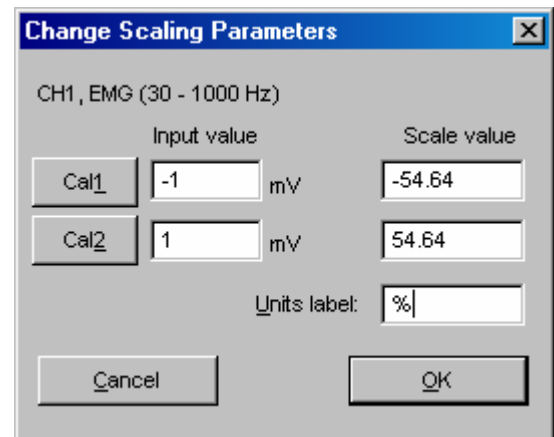 Change Scaling Parameters
CH1, EMG (30 - 1000 Hz)
Input value Scale value
Cal1 -1 mV -54.64
Cal2 1 mV 54.64
Units label: %
Cancel OK